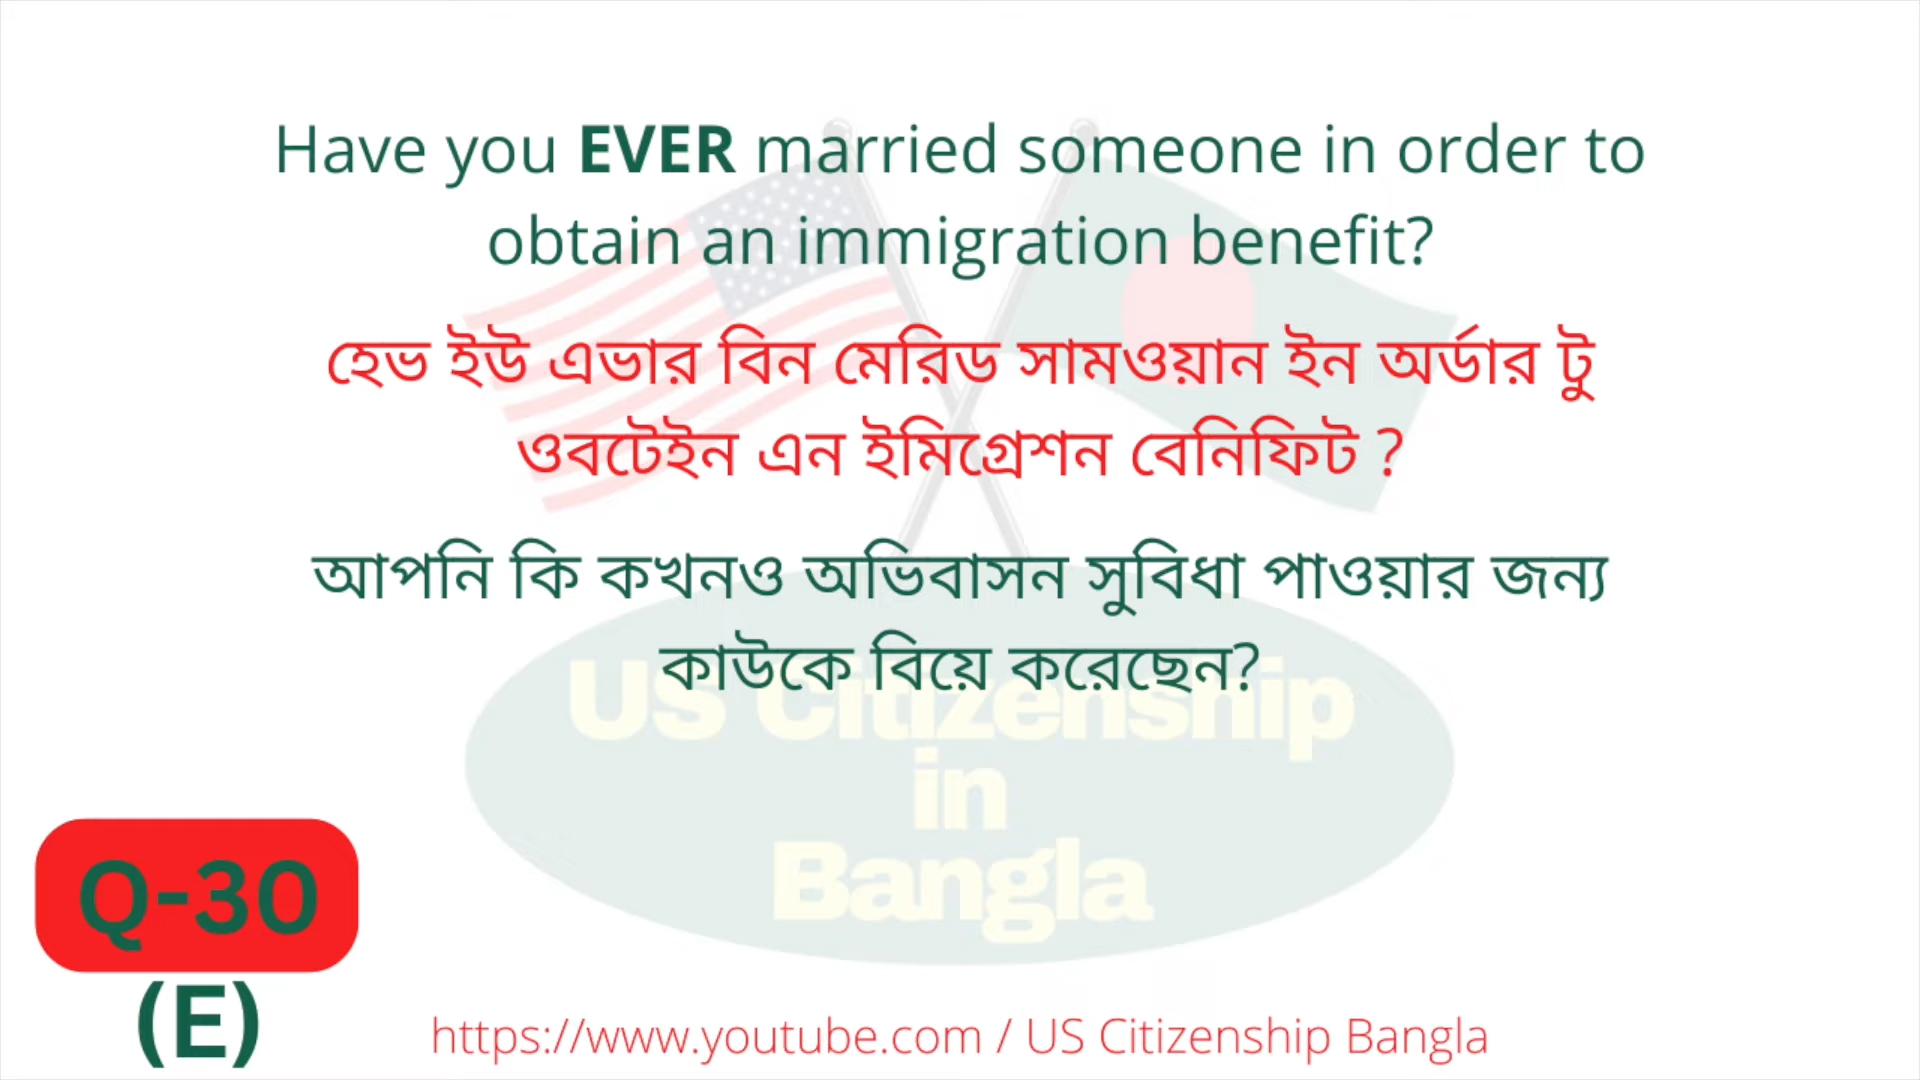 Have you EVER married someone in order to
obtain an immigration benefit?
হেভ ইউ এভার বিন মেরিড সামওয়ান ইন অর্ডার টু
ওবটেইন এন ইমিগ্রেশন বেনিফিট ?
আপনি কি কখনও অভিবাসন সুবিধা পাওয়ার জন্য
কাউকে বিয়ে করেছেন?
US Citizenship
in
Bangla
Q-30
(E)
https://www.youtube.com / US Citizenship Bangla